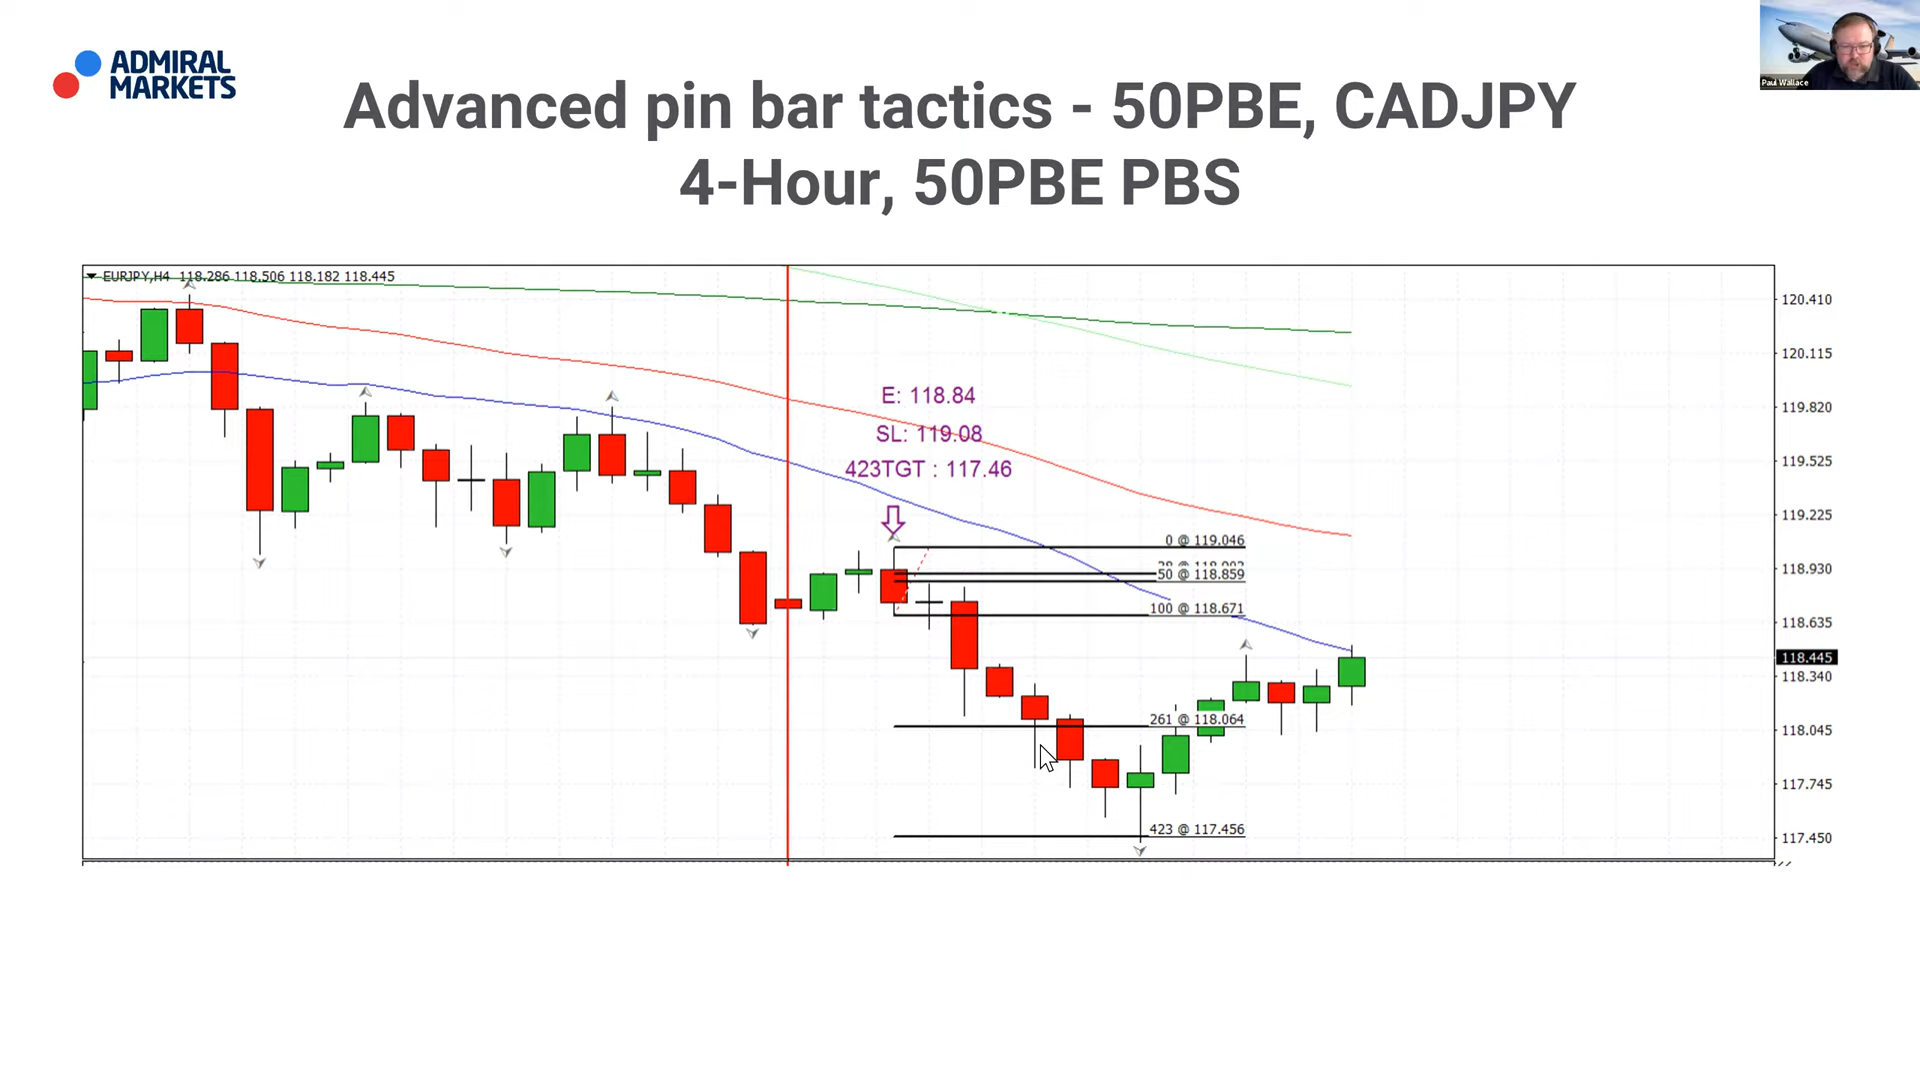 ADMIRAL
MARKETS
Paul Wallace
Advanced pin bar tactics - 50PBE, CADJPY
4-Hour, 50PBE PBS
EURJPY,H4 118.286 118.506 118.182 118.445
120.410
120.115
119.820
119.525
119.225
118.930
118.635
118.445
118.340
118.045
117.745
117.450
E: 118.84
SL: 119.08
423TGT : 117.46
0 @ 119.046
50 @ 118.859
100 @ 118.671
261 @ 118.064
423 @ 117.456